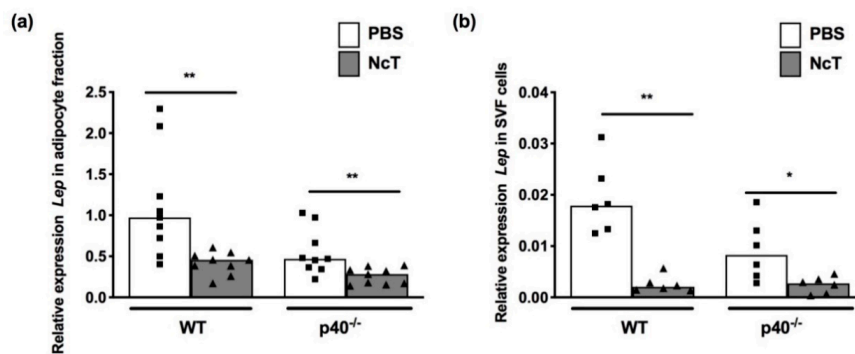 (a)
PBS
NcT
Relative expression Lep in adipocyte fraction
2.5
2.0
1.5
1.0
0.5
0.0
**
**
WT
p40-/-
(b)
PBS
NcT
Relative expression Lep in SVF cells
0.04
0.03
0.02
0.01
0.00
**
*
WT
p40-/-